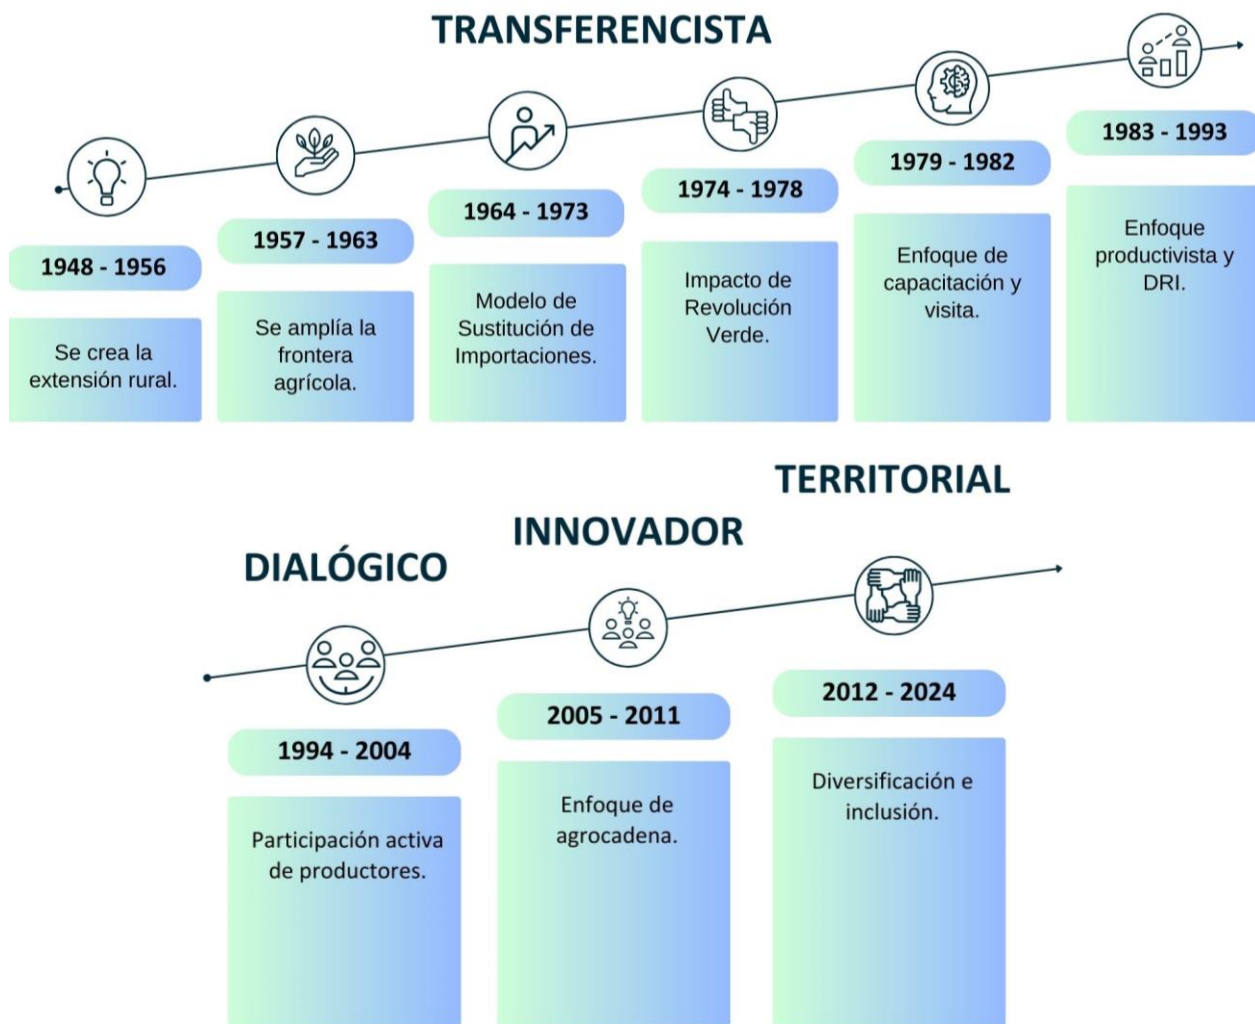 TRANSFERENCISTA
1948 - 1956
Se crea la
extensión rural.
1957 - 1963
Se amplía la
frontera
agrícola.
1964 - 1973
Modelo de
Sustitución de
Importaciones.
1974 - 1978
Impacto de
Revolución
Verde.
1979 - 1982
Enfoque de
capacitación y
visita.
1983 - 1993
Enfoque
productivista y
DRI.
DIALÓGICO
1994 - 2004
Participación activa
de productores.
INNOVADOR
2005 - 2011
Enfoque de
agrocadena.
TERRITORIAL
2012 - 2024
Diversificación e
inclusión.